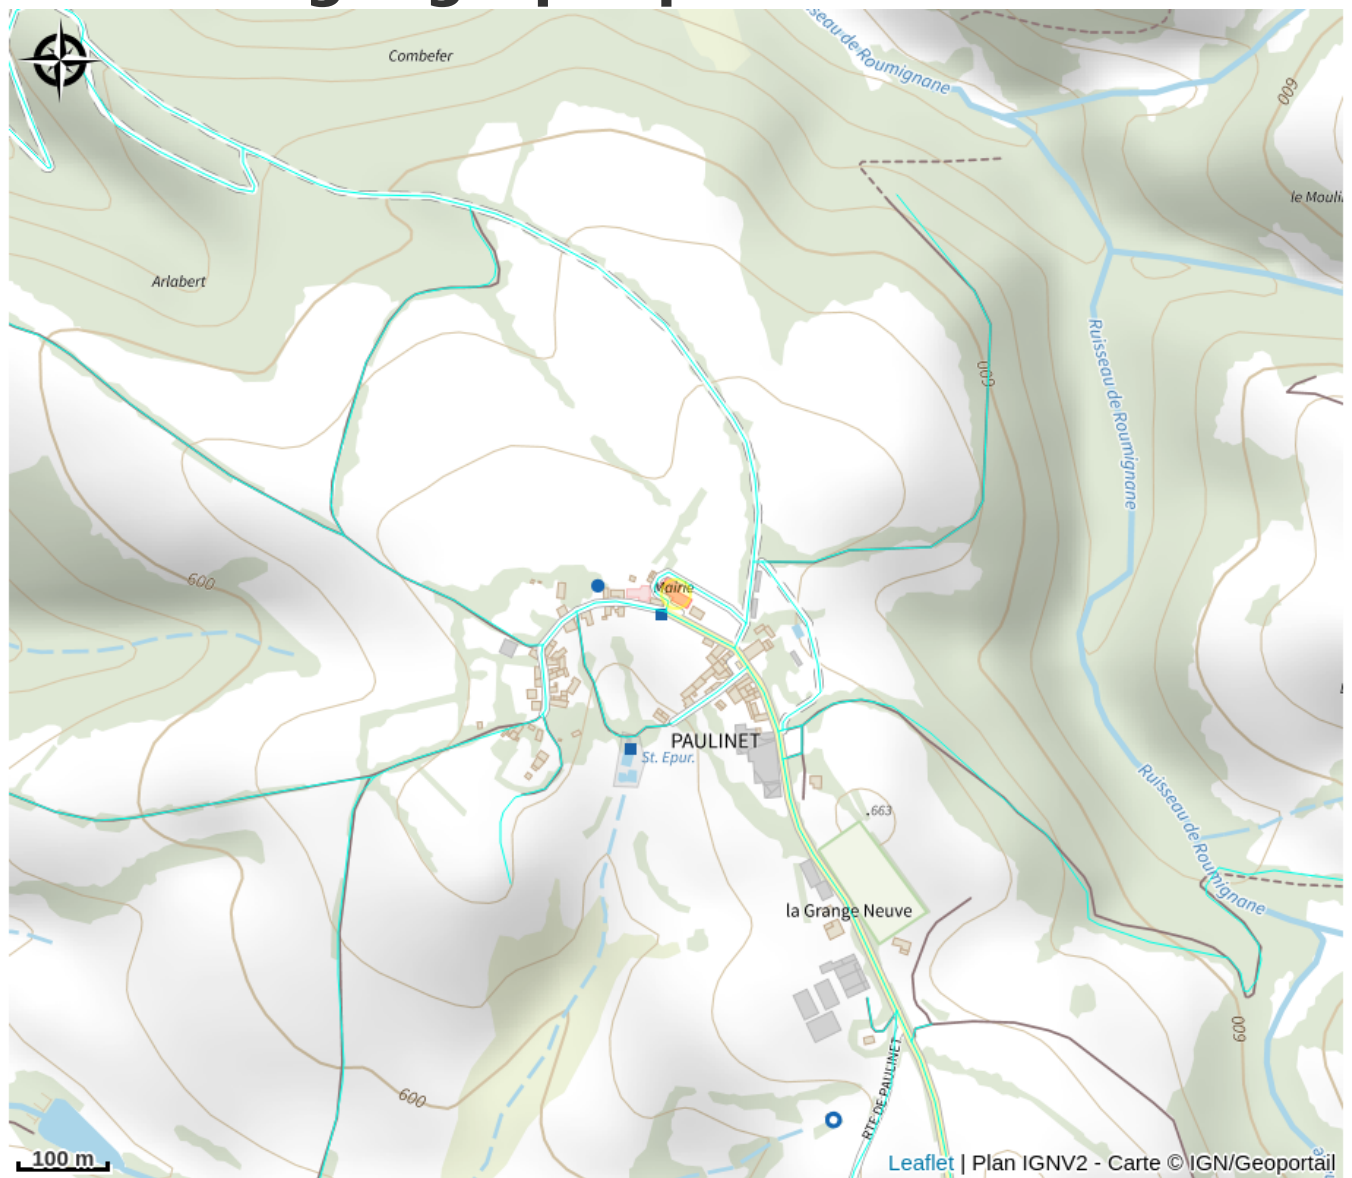 Combefer
Ruisseau de Roumignane
600
le Mouli
Arlabert
Ruisseau de Roumignane
600
600
Mairie
PAULINET
St. Epur.
663
Ruisseau de Roumignane
la Grange Neuve
600
RTE DE PAULINET
600
100 m
Leaflet | Plan IGNV2 - Carte © IGN/Geoportail